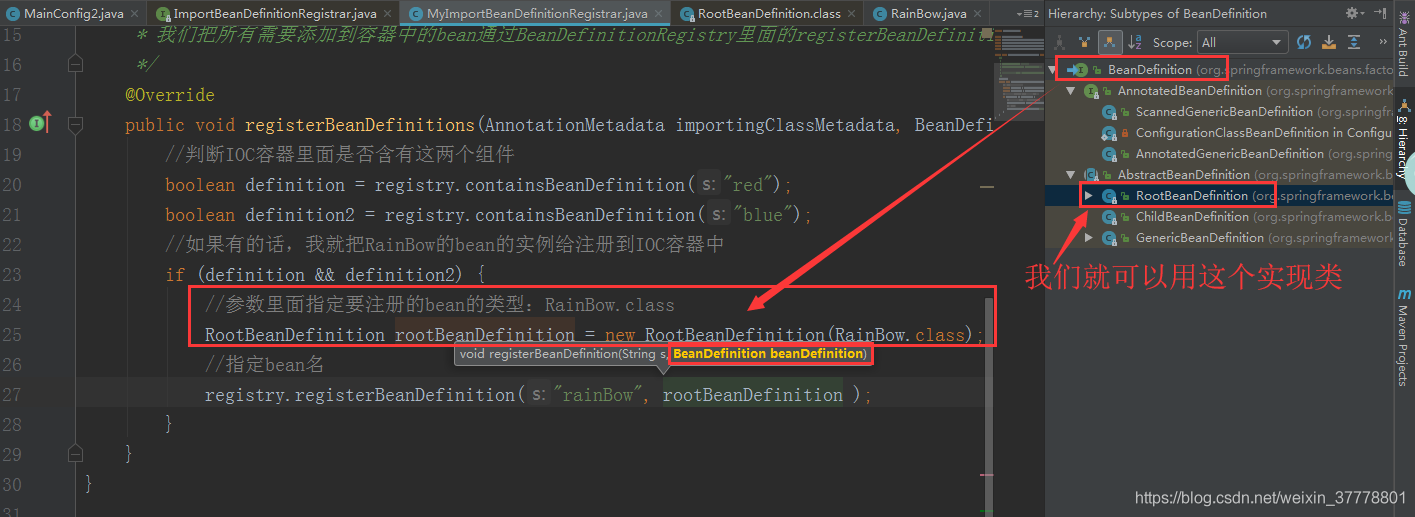 MainConfig2.java
ImportBeanDefinitionRegistrar.java
MyImportBeanDefinitionRegistrar.java
RootBeanDefinition.class
RainBow.java
2
15 * 我们把所有需要添加到容器中的bean通过BeanDefinitionRegistry里面的registerBeanDefiniti
16 */
17 @Override
18 public void registerBeanDefinitions(AnnotationMetadata importingClassMetadata, BeanDefi
19 //判断IOC容器里面是否含有这两个组件
20 boolean definition = registry.containsBeanDefinition( s: "red");
21 boolean definition2 = registry.containsBeanDefinition( s: "blue");
22 //如果有的话，我就把RainBow的bean的实例给注册到IOC容器中
23 if (definition && definition2) {
24 //参数里面指定要注册的bean的类型：RainBow.class
25 RootBeanDefinition rootBeanDefinition = new RootBeanDefinition(RainBow.class);
void registerBeanDefinition(String s, BeanDefinition beanDefinition)
26 //指定bean名
27 registry.registerBeanDefinition( s: "rainBow", rootBeanDefinition );
28 }
29 }
30 }
31
Hierarchy: Subtypes of BeanDefinition
Scope: All
BeanDefinition (org.springframework.beans.facto
AnnotatedBeanDefinition (org.springframework
ScannedGenericBeanDefinition (org.springfra
ConfigurationClassBeanDefinition in Configu
AnnotatedGenericBeanDefinition (org.springf
AbstractBeanDefinition (org.springframework.b
RootBeanDefinition (org.springframework.be
ChildBeanDefinition (org.springframework.b
GenericBeanDefinition (org.springframework.
我们就可以用这个实现类
Ant Build
8: Hierarchy
Database
Maven Projects
https://blog.csdn.net/weixin_37778801